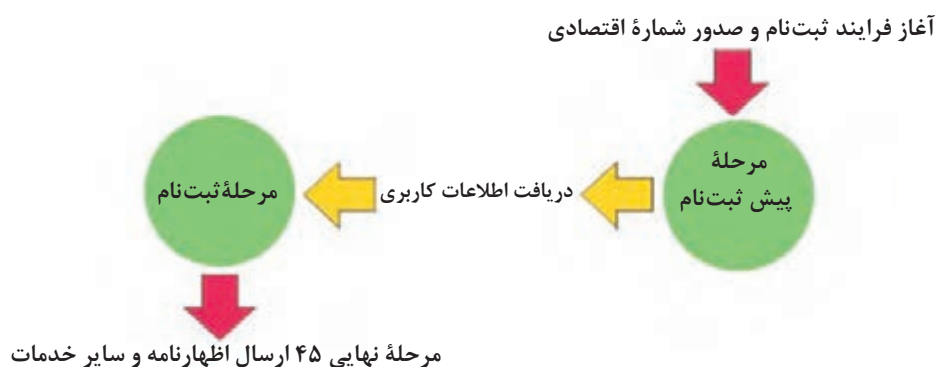 آغاز فرایند ثبت‌نام و صدور شمارهٔ اقتصادی
مرحلهٔ
پیش ثبت‌نام
دریافت اطلاعات کاربری
مرحلهٔ ثبت‌نام
مرحلهٔ نهایی ۴۵ ارسال اظهارنامه و سایر خدمات